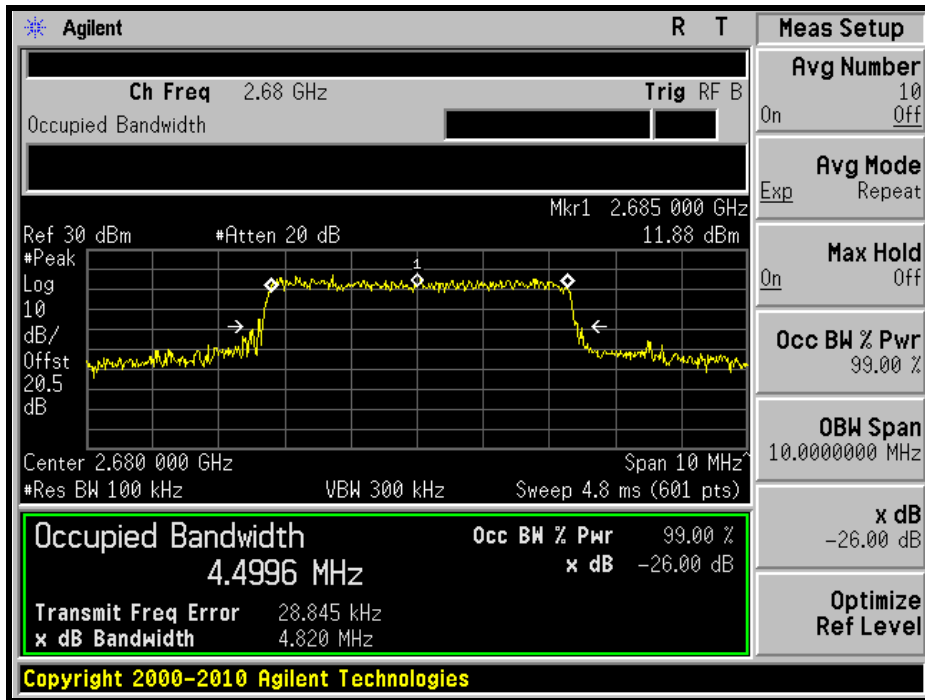 Agilent R T
Ch Freq 2.68 GHz Trig RF B
Occupied Bandwidth
Mkr1 2.685 000 GHz
Ref 30 dBm #Atten 20 dB 11.88 dBm
#Peak
Log
10
dB/
Offst
20.5
dB
1
Center 2.680 000 GHz Span 10 MHz^
#Res BW 100 kHz VBW 300 kHz Sweep 4.8 ms (601 pts)
Occupied Bandwidth Occ BW % Pwr 99.00 %
4.4996 MHz x dB -26.00 dB
Transmit Freq Error 28.845 kHz
x dB Bandwidth 4.820 MHz
Copyright 2000-2010 Agilent Technologies
Meas Setup
Avg Number
10
On Off
Avg Mode
Exp Repeat
Max Hold
On Off
Occ BW % Pwr
99.00 %
OBW Span
10.0000000 MHz
x dB
-26.00 dB
Optimize
Ref Level